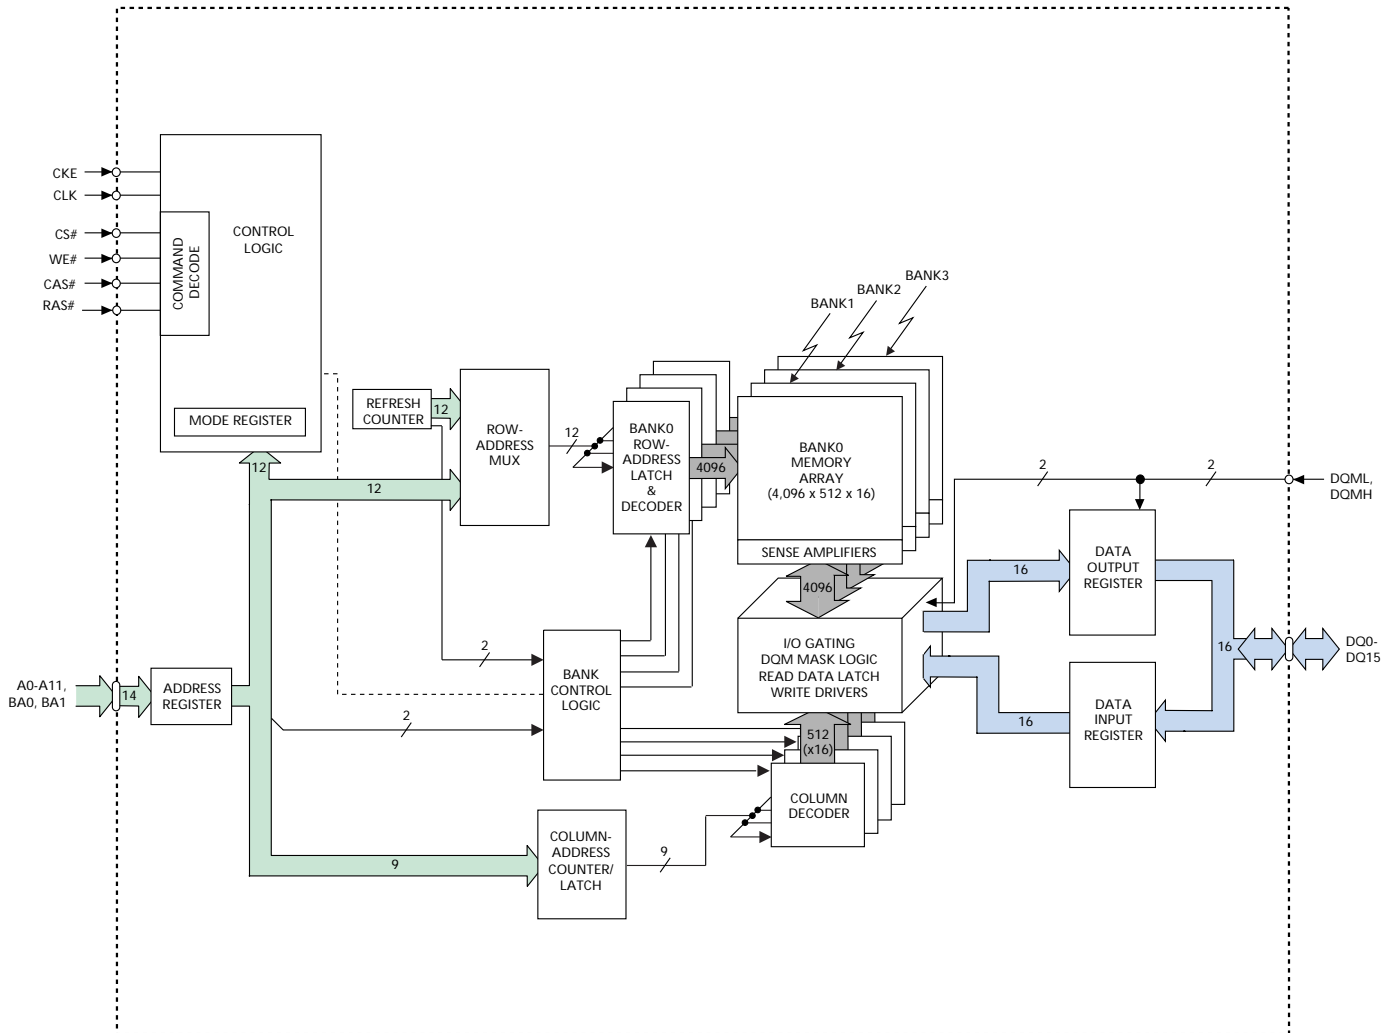 CKE
CLK
CS#
WE#
CAS#
RAS#
COMMAND
DECODE
CONTROL
LOGIC
MODE REGISTER
12
REFRESH
COUNTER
12
12
ROW-
ADDRESS
MUX
12
BANK0
ROW-
ADDRESS
LATCH
&
DECODER
4096
BANK1
BANK2
BANK3
BANK0
MEMORY
ARRAY
(4,096 x 512 x 16)
SENSE AMPLIFIERS
4096
I/O GATING
DQM MASK LOGIC
READ DATA LATCH
WRITE DRIVERS
512
(x16)
COLUMN
DECODER
2
2
DQML,
DQMH
DATA
OUTPUT
REGISTER
16
16
DQ0-
DQ15
DATA
INPUT
REGISTER
16
A0-A11,
BA0, BA1
14
ADDRESS
REGISTER
2
2
BANK
CONTROL
LOGIC
9
COLUMN-
ADDRESS
COUNTER/
LATCH
9